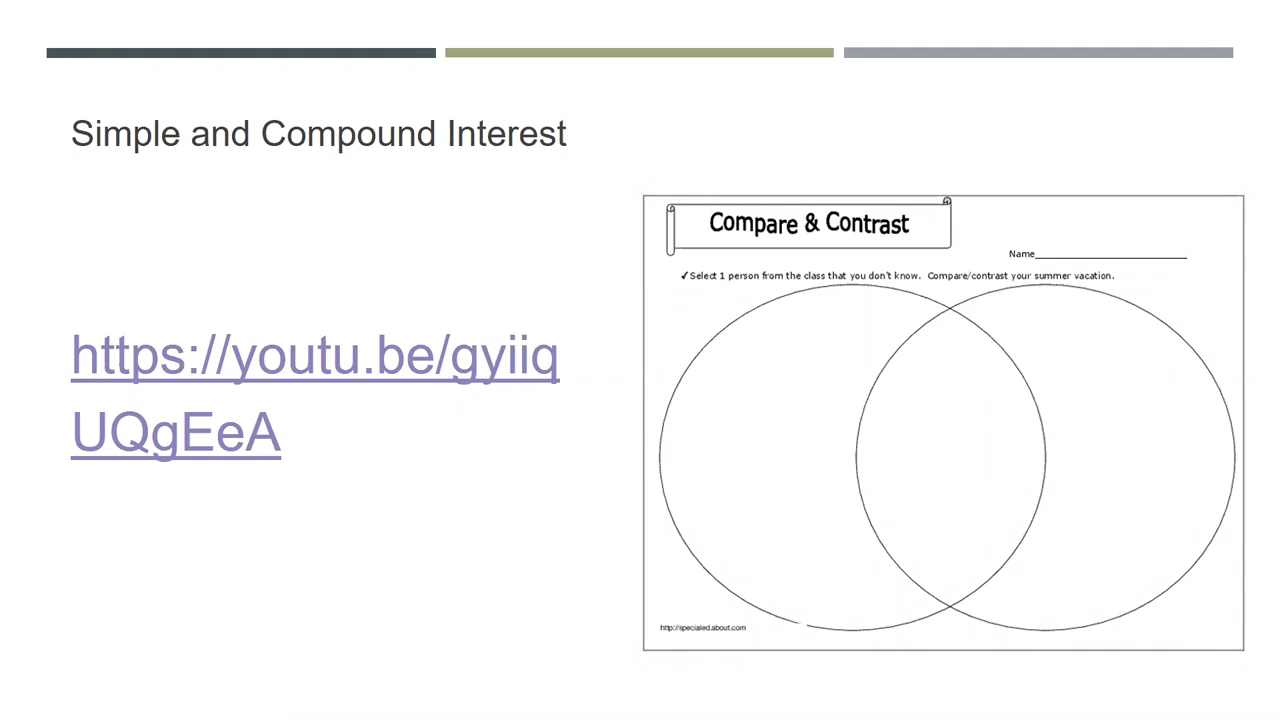 Simple and Compound Interest
https://youtu.be/gyiiq
UQgEeA
Compare & Contrast
Name____________________________
✓Select 1 person from the class that you don't know.  Compare/contrast your summer vacation.
http://specialed.about.com